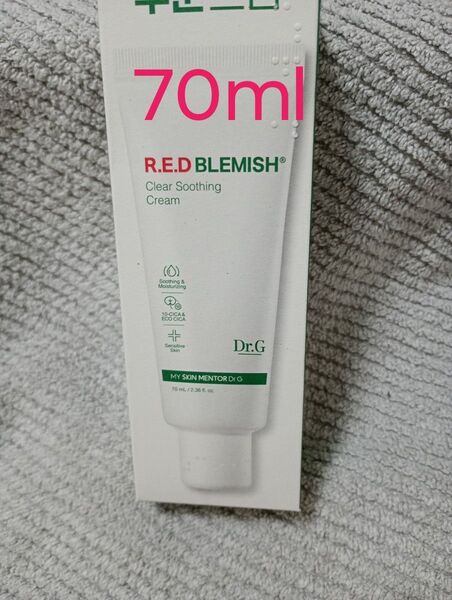 70ml
R.E.D BLEMISH®
Clear Soothing
Cream
Soothing &
Moisturizing
10-CICA &
ECO CICA
Sensitive
Skin
Dr.G
MY SKIN MENTOR Dr.G
70 mL / 2.36 fl. oz.